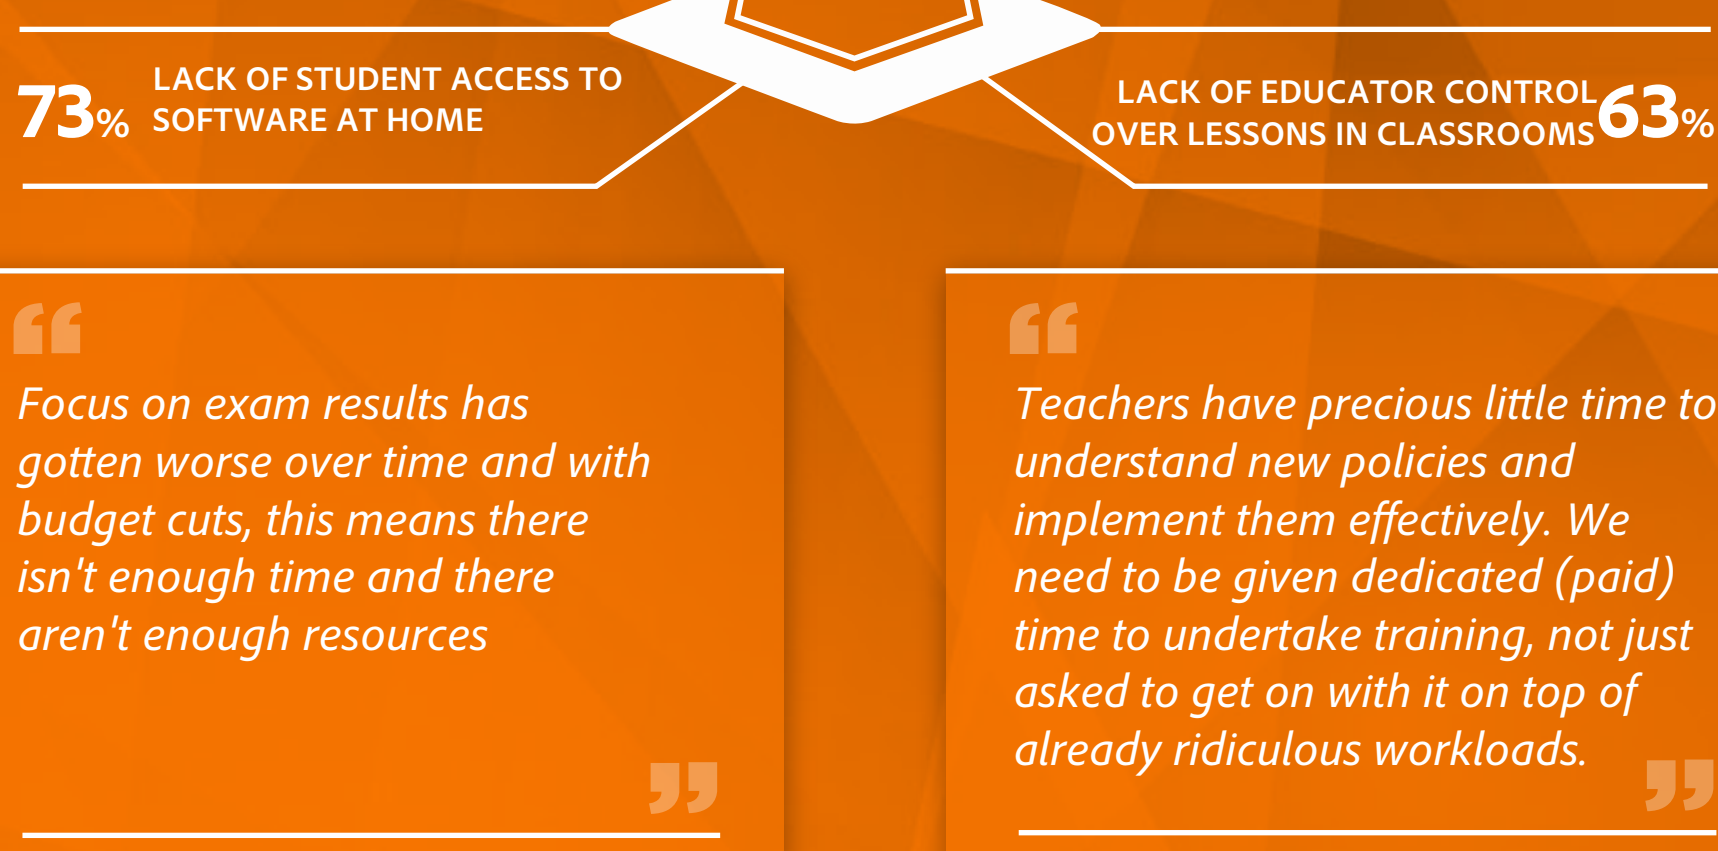 73% LACK OF STUDENT ACCESS TO
SOFTWARE AT HOME
LACK OF EDUCATOR CONTROL
OVER LESSONS IN CLASSROOMS 63%
“
Focus on exam results has
gotten worse over time and with
budget cuts, this means there
isn't enough time and there
aren't enough resources
”
“
Teachers have precious little time to
understand new policies and
implement them effectively. We
need to be given dedicated (paid)
time to undertake training, not just
asked to get on with it on top of
already ridiculous workloads.
”